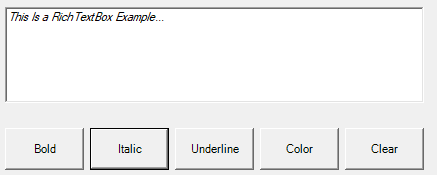 This Is a RichTextBox Example...
Bold Italic Underline Color Clear